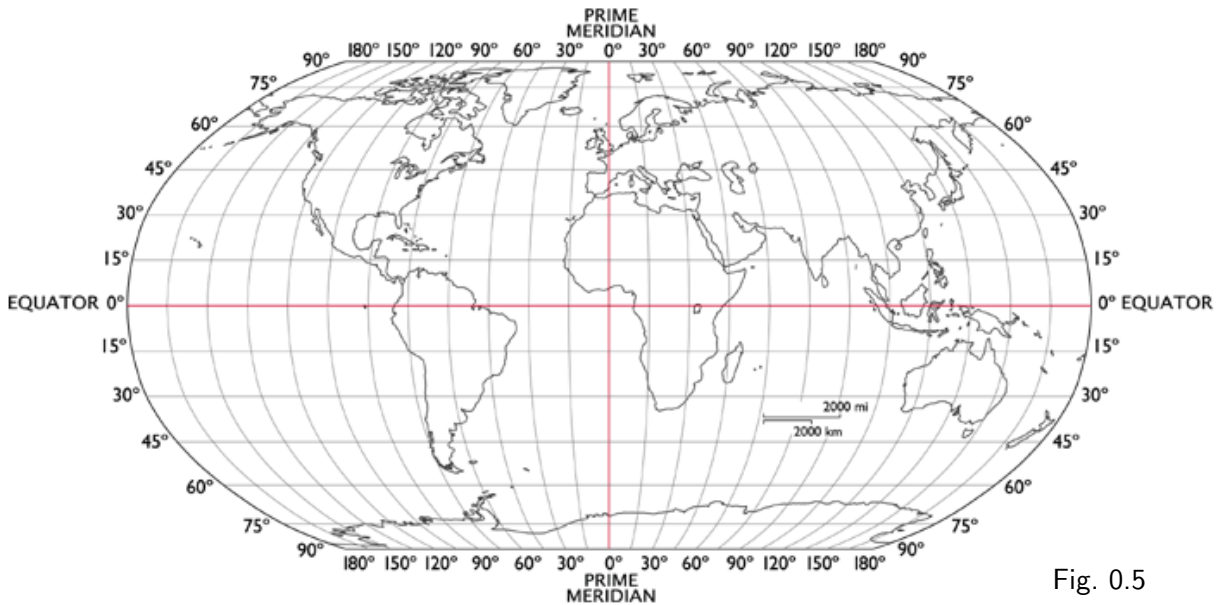 PRIME
MERIDIAN
180° 150° 120° 90° 60° 30° 0° 30° 60° 90° 120° 150° 180°
90° 90°
75° 75°
60° 60°
45° 45°
30° 30°
15° 15°
EQUATOR 0° 0° EQUATOR
15° 15°
2000 mi
30° 30°
2000 km
45° 45°
60° 60°
75° 75°
90° 90°
180° 150° 120° 90° 60° 30° 0° 30° 60° 90° 120° 150° 180°
PRIME
MERIDIAN
Fig. 0.5